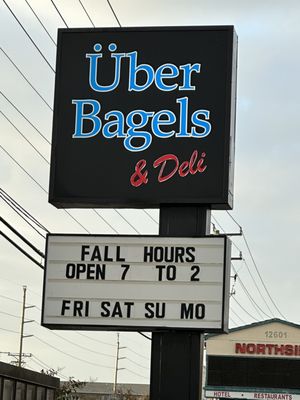 Über
Bagels
& Deli
FALL HOURS
OPEN 7 TO 2
FRI SAT SU MO
12601
NORTHSI
HOTEL RESTAURANTS